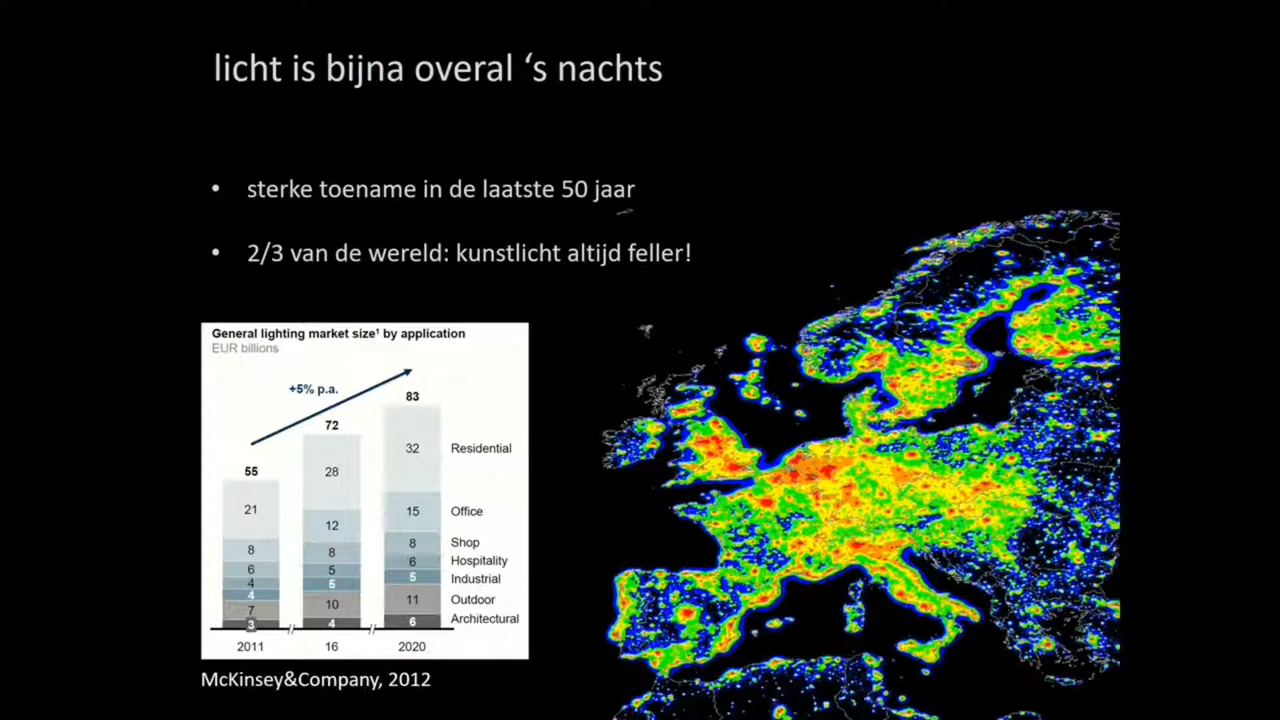 licht is bijna overal ‘s nachts
• sterke toename in de laatste 50 jaar
• 2/3 van de wereld: kunstlicht altijd feller!
General lighting market size¹ by application
EUR billions
+5% p.a.
83
72
55
32
Residential
28
21
15
Office
12
8
Shop
8
8
6
Hospitality
6
5
5
Industrial
4
5
4
11
Outdoor
10
7
6
Architectural
4
3
2011
16
2020
McKinsey&Company, 2012